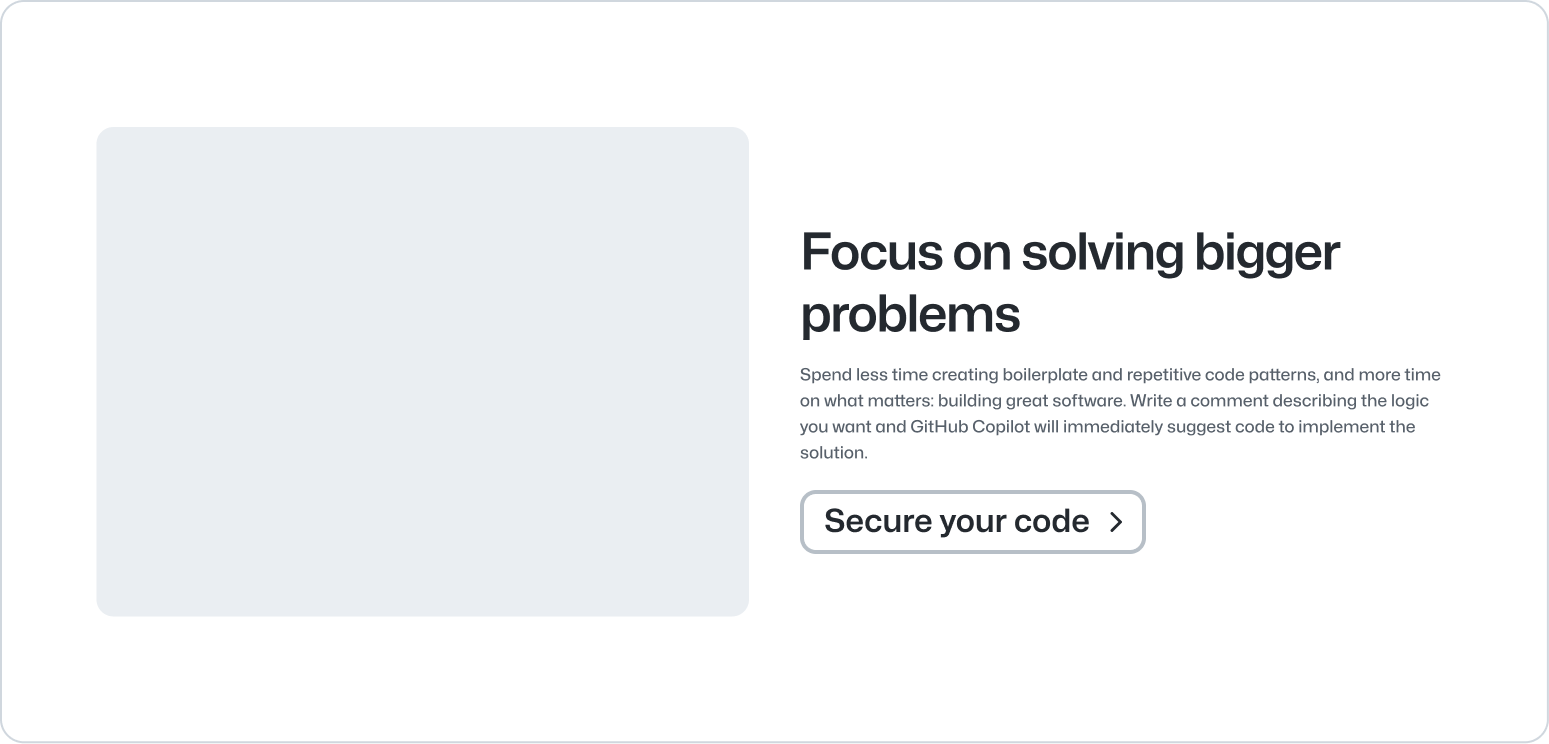 Focus on solving bigger
problems
Spend less time creating boilerplate and repetitive code patterns, and more time
on what matters: building great software. Write a comment describing the logic
you want and GitHub Copilot will immediately suggest code to implement the
solution.
Secure your code